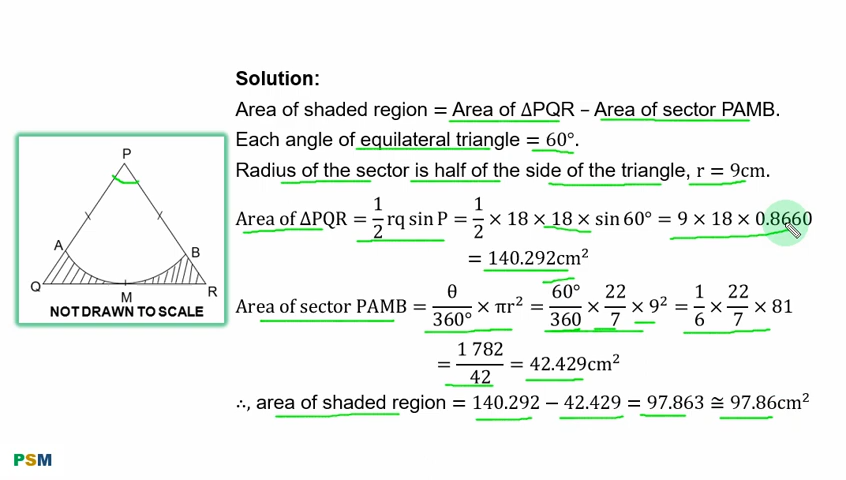 Solution:
Area of shaded region = Area of ΔPQR – Area of sector PAMB.
Each angle of equilateral triangle = 60°.
Radius of the sector is half of the side of the triangle, r = 9cm.
Area of ΔPQR = 1/2 rq sin P = 1/2 × 18 × 18 × sin 60° = 9 × 18 × 0.8660
= 140.292cm²
Area of sector PAMB = θ/360° × πr² = 60°/360 × 22/7 × 9² = 1/6 × 22/7 × 81
= 1 782/42 = 42.429cm²
∴, area of shaded region = 140.292 − 42.429 = 97.863 ≅ 97.86cm²
P
A
B
Q
M
R
NOT DRAWN TO SCALE
PSM